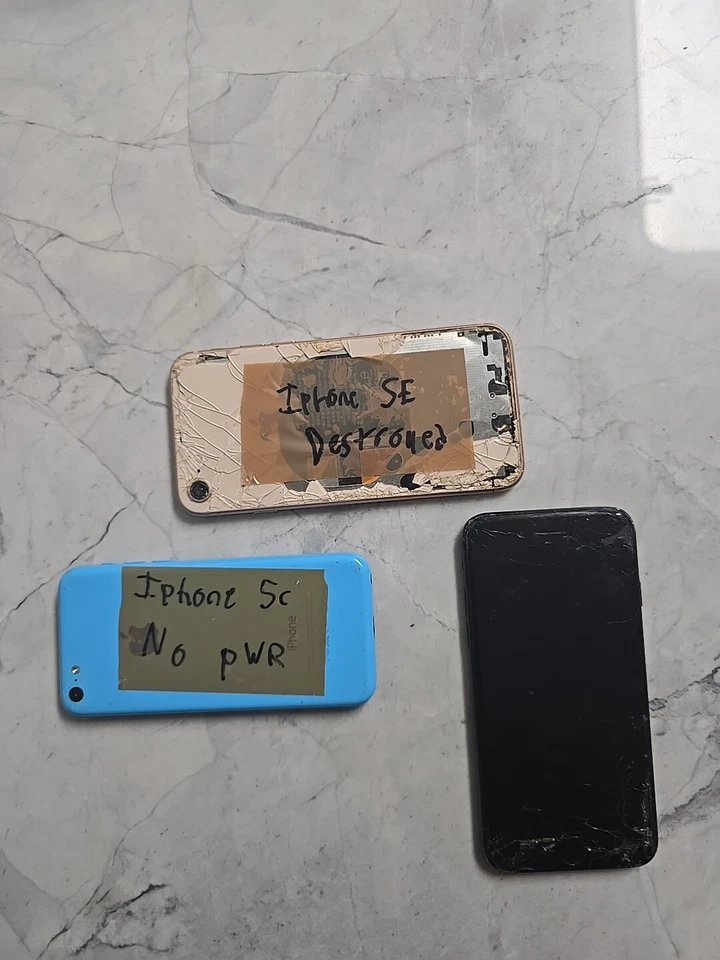 Iphone SE
Destroyed
Iphone 5c
No pWR
iPhone